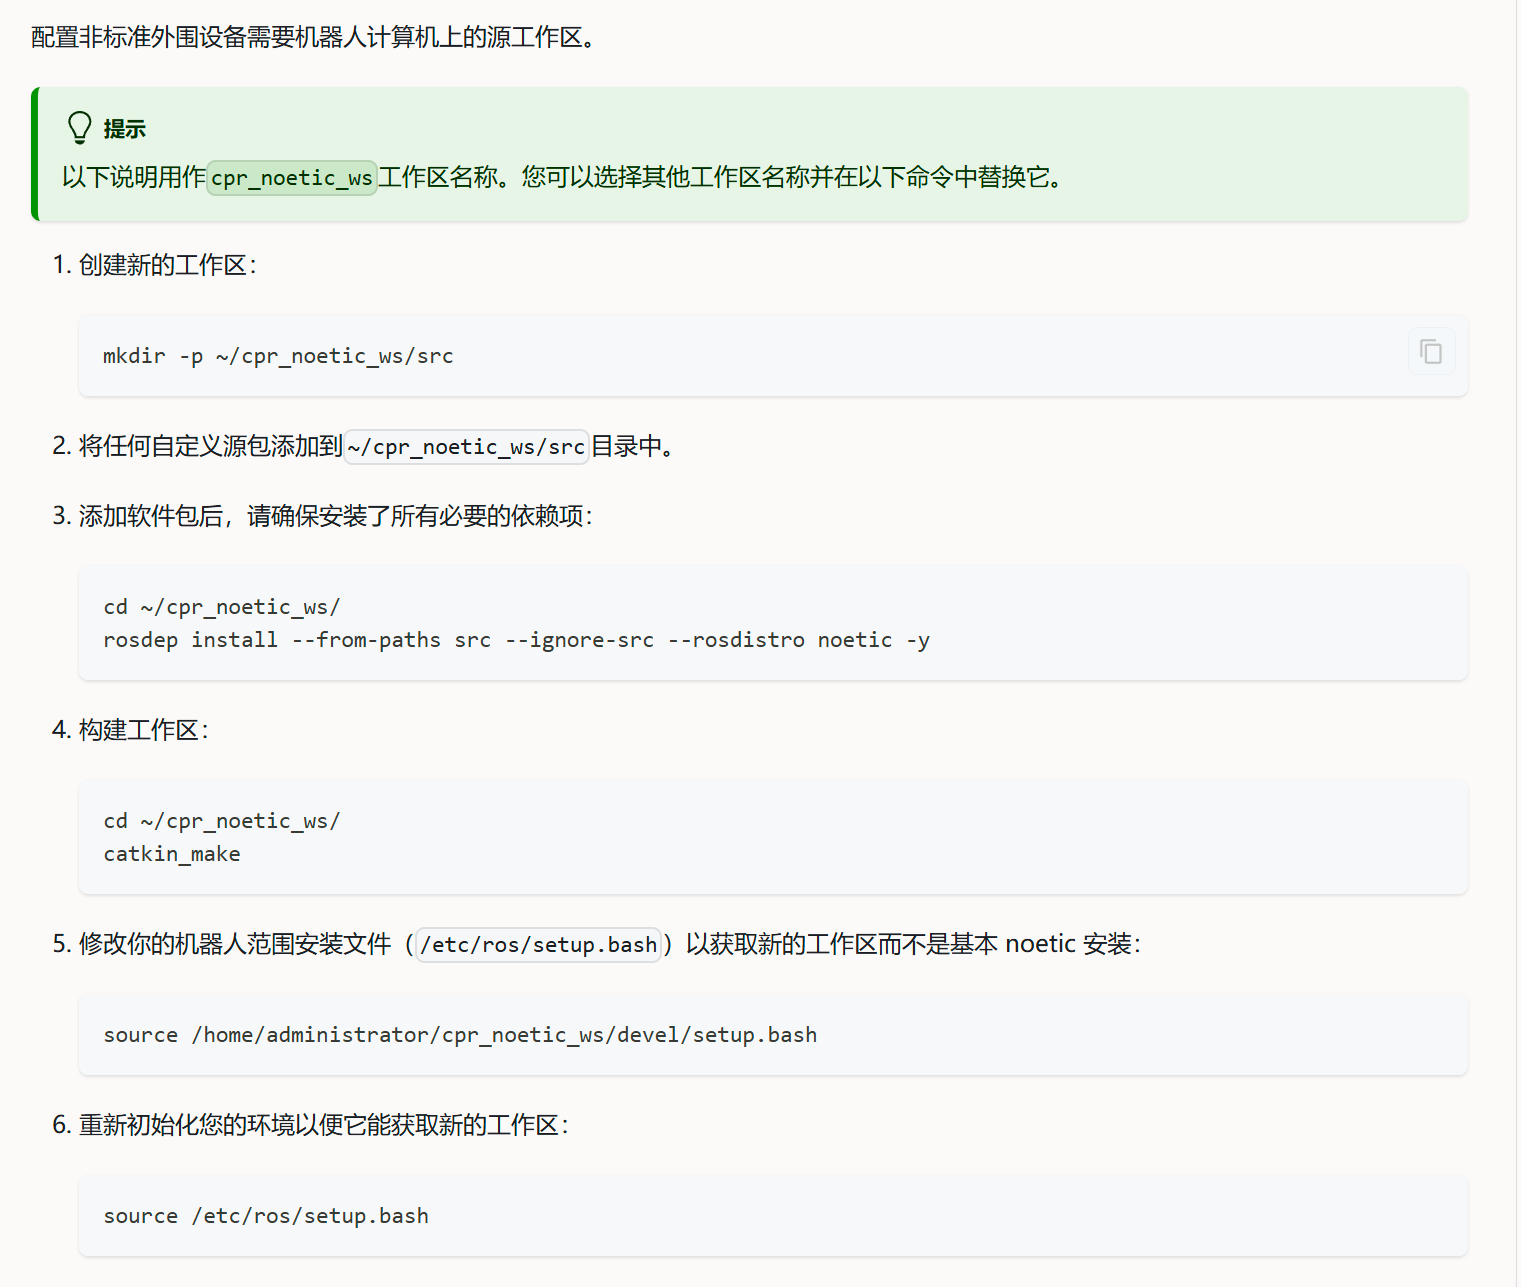 配置非标准外围设备需要机器人计算机上的源工作区。
提示
以下说明用作cpr_noetic_ws工作区名称。您可以选择其他工作区名称并在以下命令中替换它。
1. 创建新的工作区：
mkdir -p ~/cpr_noetic_ws/src
2. 将任何自定义源包添加到~/cpr_noetic_ws/src目录中。
3. 添加软件包后，请确保安装了所有必要的依赖项：
cd ~/cpr_noetic_ws/
rosdep install --from-paths src --ignore-src --rosdistro noetic -y
4. 构建工作区：
cd ~/cpr_noetic_ws/
catkin_make
5. 修改你的机器人范围安装文件（/etc/ros/setup.bash）以获取新的工作区而不是基本 noetic 安装：
source /home/administrator/cpr_noetic_ws/devel/setup.bash
6. 重新初始化您的环境以便它能获取新的工作区：
source /etc/ros/setup.bash